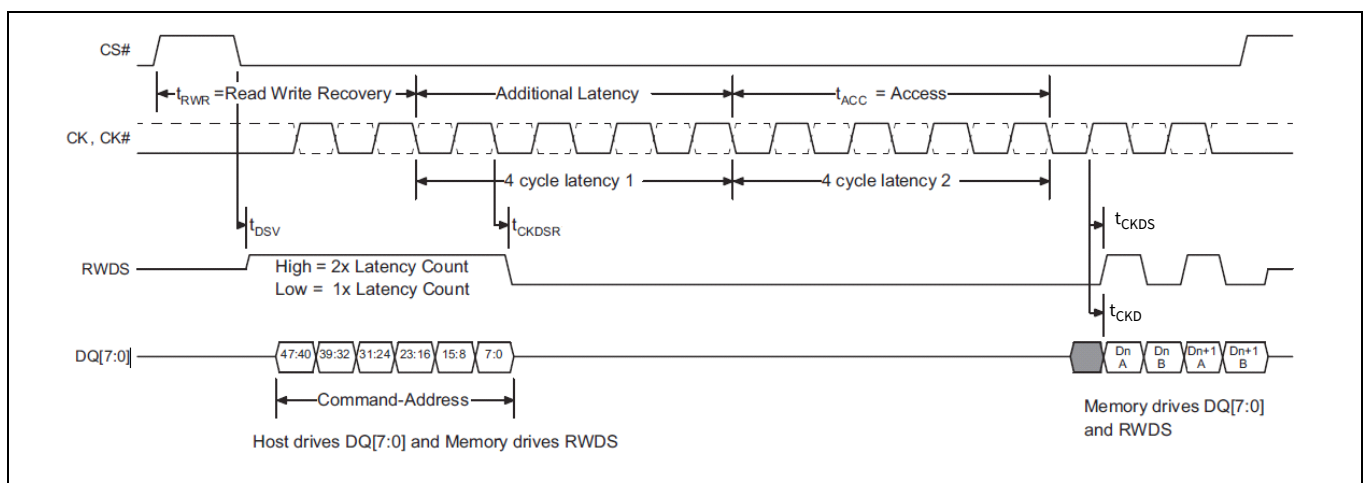 CS#
tRWR =Read Write Recovery
Additional Latency
tACC = Access
CK , CK#
4 cycle latency 1
4 cycle latency 2
tDSV
tCKDSR
tCKDS
RWDS
High = 2x Latency Count
Low = 1x Latency Count
tCKD
DQ[7:0]
47:40
39:32
31:24
23:16
15:8
7:0
Dn
A
Dn
B
Dn+1
A
Dn+1
B
Command-Address
Memory drives DQ[7:0]
and RWDS
Host drives DQ[7:0] and Memory drives RWDS